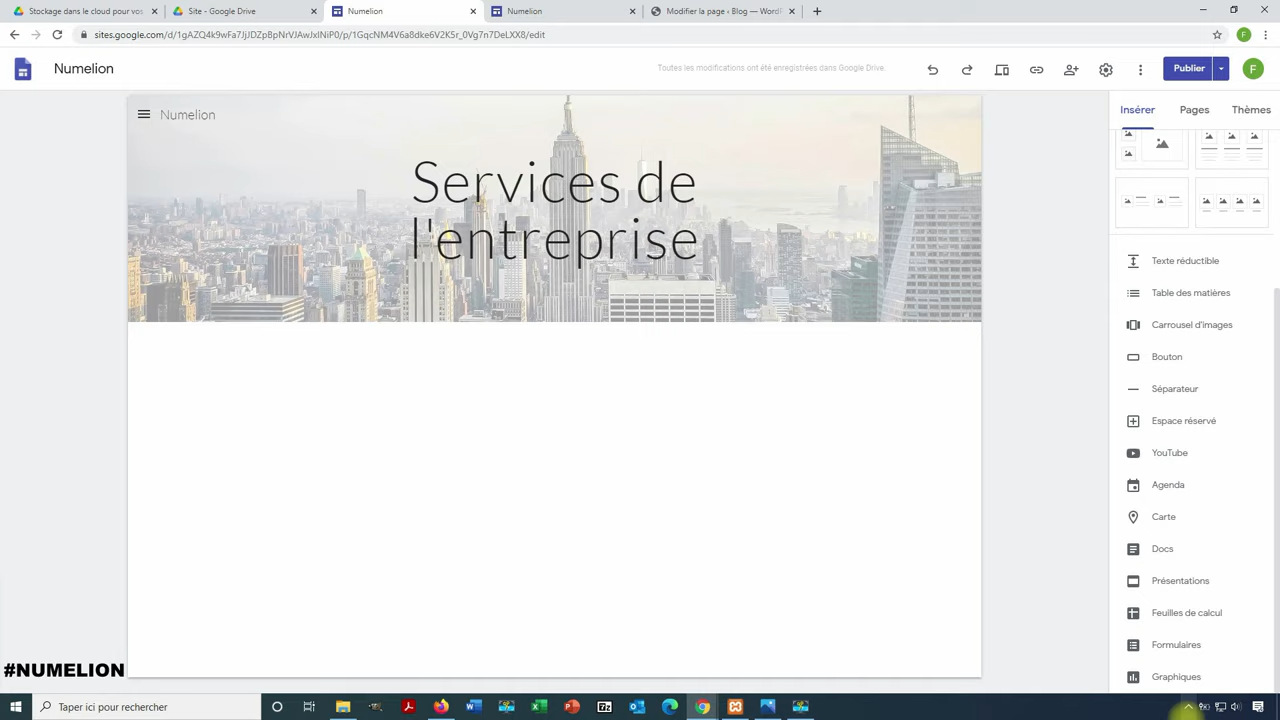 Stockage dans le cloud pour vos
Site - Google Drive
Numelion
Numelion
Modifier la page ‹ Blog — WordP
sites.google.com/d/1gAZQ4k9wFa7JjJDZpBpNrVJAwJxINiP0/p/1GqcNM4V6a8dke6V2K5r_0Vg7n7DeLXX8/edit
F
Numelion
Toutes les modifications ont été enregistrées dans Google Drive.
Publier
F
Insérer
Pages
Thèmes
Numelion
Services de
l'entreprise
Texte réductible
Table des matières
Carrousel d'images
Bouton
Séparateur
Espace réservé
YouTube
Agenda
Carte
Docs
Présentations
Feuilles de calcul
Formulaires
Graphiques
#NUMELION
Taper ici pour rechercher